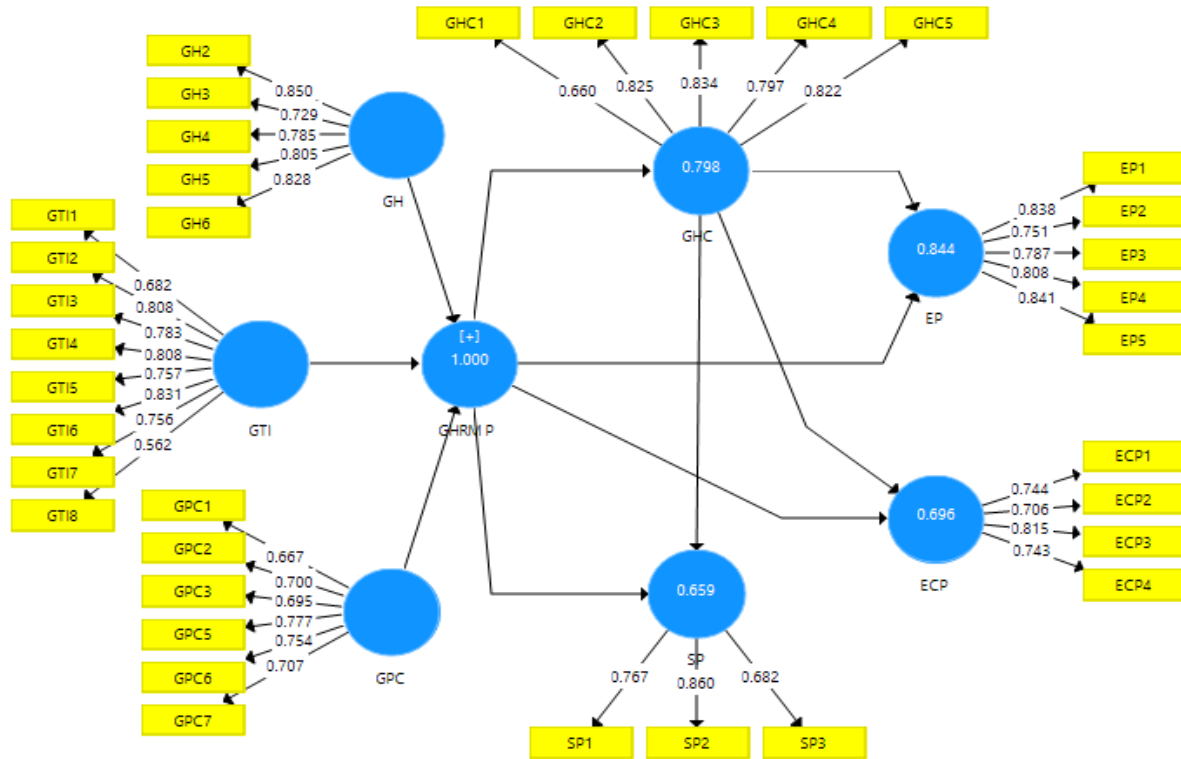 GHC1
GHC2
GHC3
GHC4
GHC5
0.660
0.825
0.834
0.797
0.822
GH2
GH3
GH4
GH5
GH6
0.850
0.729
0.785
0.805
0.828
GH
0.798
GHC
GTI1
GTI2
GTI3
GTI4
GTI5
GTI6
GTI7
GTI8
0.682
0.808
0.783
0.808
0.757
0.831
0.756
0.562
GTI
[+]
1.000
GHRM P
EP1
EP2
EP3
EP4
EP5
0.838
0.751
0.787
0.808
0.841
0.844
EP
GPC1
GPC2
GPC3
GPC5
GPC6
GPC7
0.667
0.700
0.695
0.777
0.754
0.707
GPC
ECP1
ECP2
ECP3
ECP4
0.744
0.706
0.815
0.743
0.696
ECP
0.659
SP
0.767
0.860
0.682
SP1
SP2
SP3